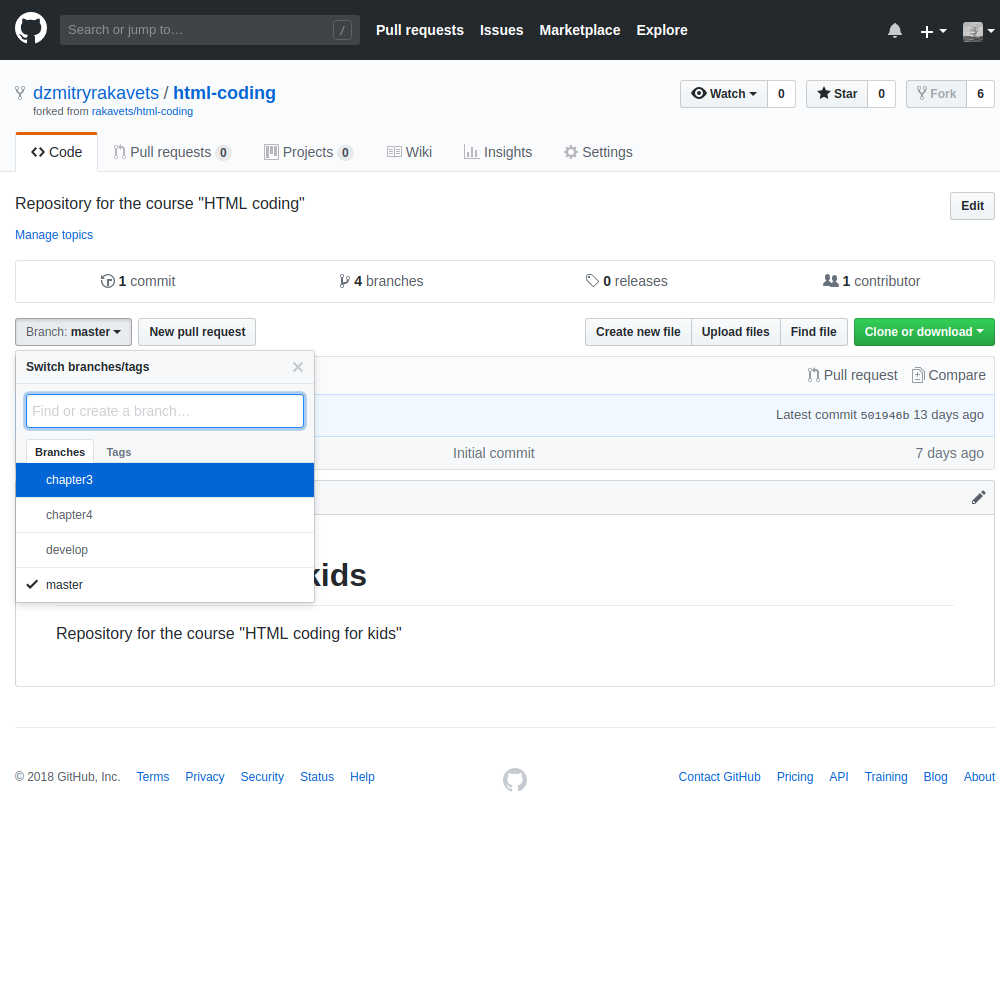 Search or jump to… / Pull requests Issues Marketplace Explore
dzmitryrakavets / html-coding Watch 0 Star 0 Fork 6
forked from rakavets/html-coding
Code Pull requests 0 Projects 0 Wiki Insights Settings
Repository for the course "HTML coding" Edit
Manage topics
1 commit 4 branches 0 releases 1 contributor
Branch: master New pull request Create new file Upload files Find file Clone or download
Switch branches/tags
Pull request Compare
Find or create a branch…
Latest commit 501946b 13 days ago
Branches Tags
Initial commit 7 days ago
chapter3
chapter4
develop
kids
master
Repository for the course "HTML coding for kids"
© 2018 GitHub, Inc. Terms Privacy Security Status Help Contact GitHub Pricing API Training Blog About